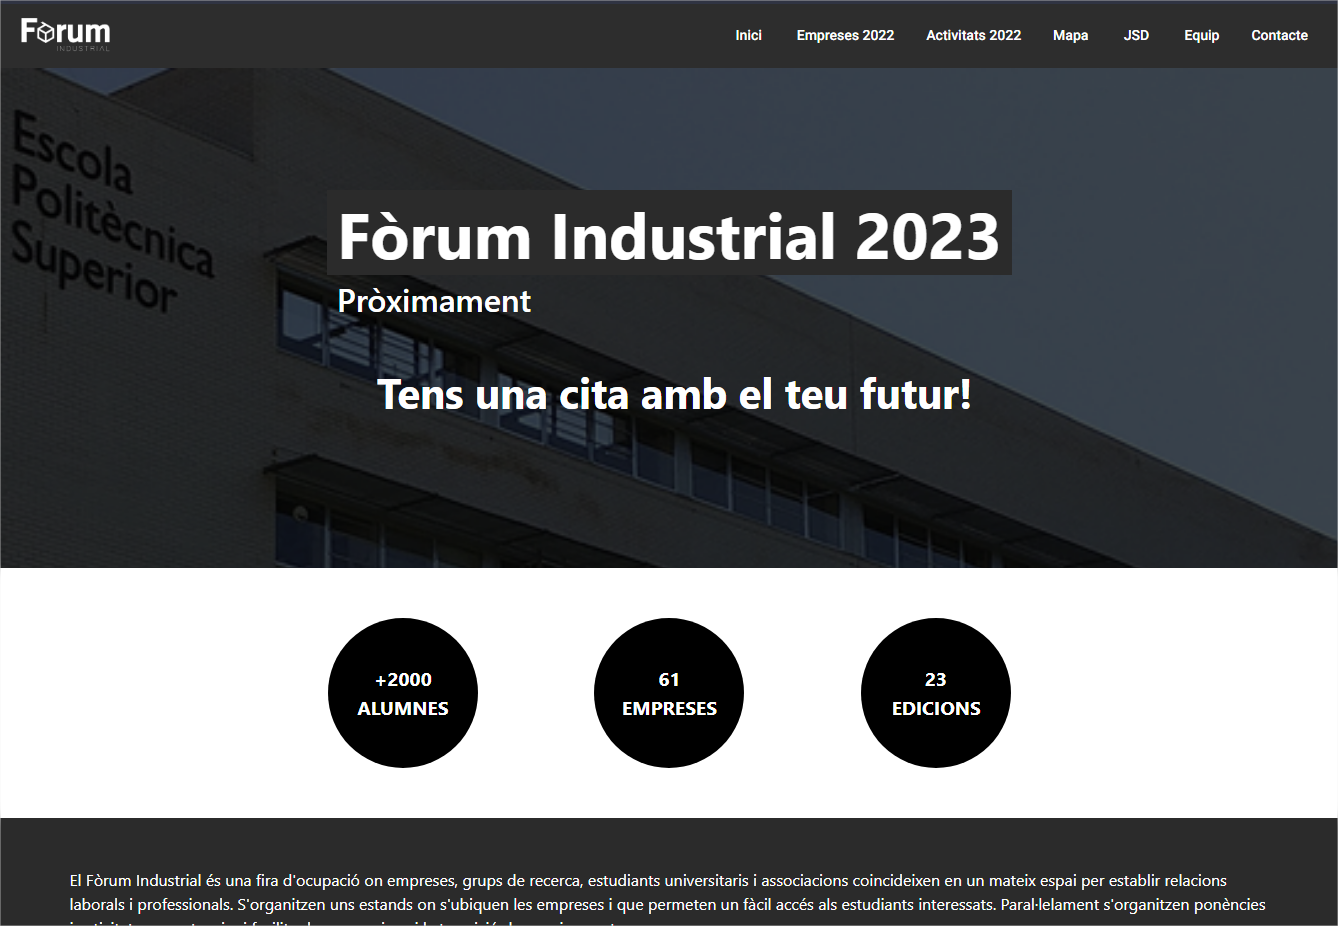 Fòrum
INDUSTRIAL
Inici Empreses 2022 Activitats 2022 Mapa JSD Equip Contacte
Escola
Politècnica
Superior
Fòrum Industrial 2023
Pròximament
Tens una cita amb el teu futur!
+2000
ALUMNES
61
EMPRESES
23
EDICIONS
El Fòrum Industrial és una fira d'ocupació on empreses, grups de recerca, estudiants universitaris i associacions coincideixen en un mateix espai per establir relacions
laborals i professionals. S'organitzen uns estands on s'ubiquen les empreses i que permeten un fàcil accés als estudiants interessats. Paral·lelament s'organitzen ponències